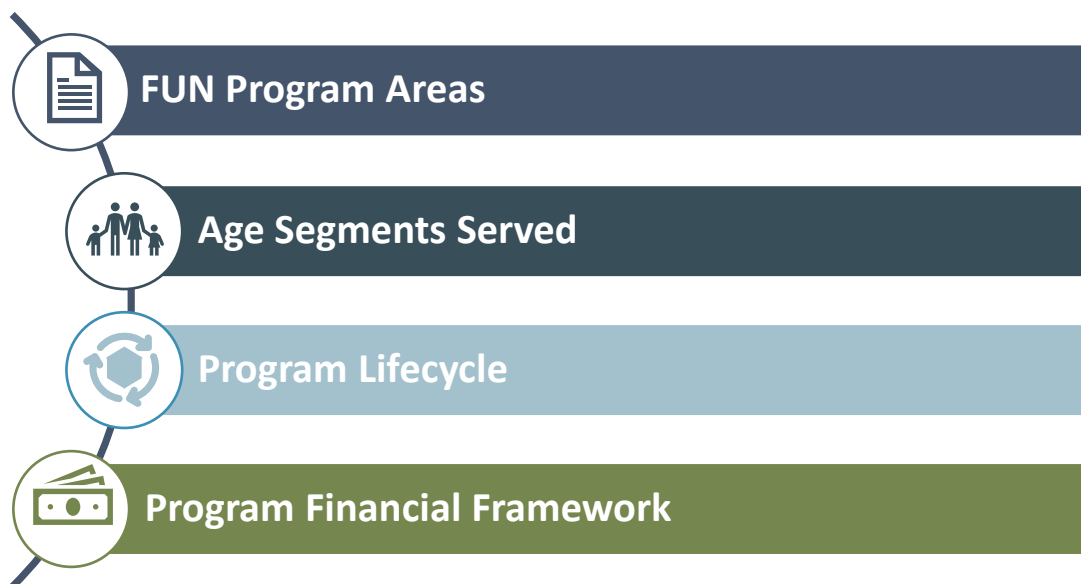 FUN Program Areas
Age Segments Served
Program Lifecycle
Program Financial Framework